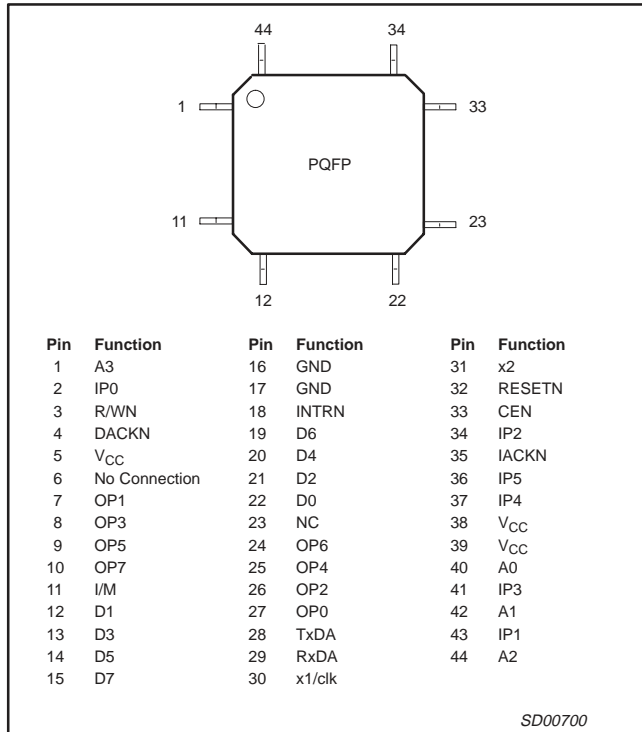 44 34
1 33
PQFP
11 23
12 22
Pin Function Pin Function Pin Function
1 A3 16 GND 31 x2
2 IP0 17 GND 32 RESETN
3 R/WN 18 INTRN 33 CEN
4 DACKN 19 D6 34 IP2
5 VCC 20 D4 35 IACKN
6 No Connection 21 D2 36 IP5
7 OP1 22 D0 37 IP4
8 OP3 23 NC 38 VCC
9 OP5 24 OP6 39 VCC
10 OP7 25 OP4 40 A0
11 I/M 26 OP2 41 IP3
12 D1 27 OP0 42 A1
13 D3 28 TxDA 43 IP1
14 D5 29 RxDA 44 A2
15 D7 30 x1/clk
SD00700